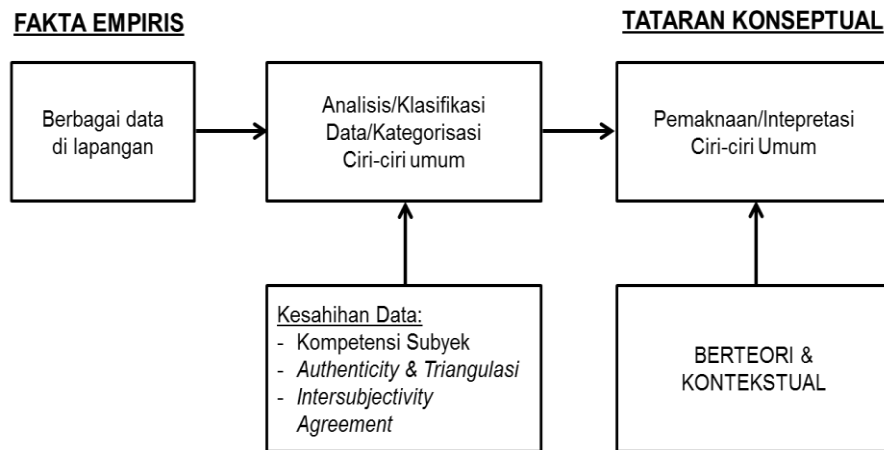 FAKTA EMPIRIS
TATARAN KONSEPTUAL
Berbagai data
di lapangan
Analisis/Klasifikasi
Data/Kategorisasi
Ciri-ciri umum
Pemaknaan/Intepretasi
Ciri-ciri Umum
Kesahihan Data:
- Kompetensi Subyek
- Authenticity & Triangulasi
- Intersubjectivity
Agreement
BERTEORI &
KONTEKSTUAL